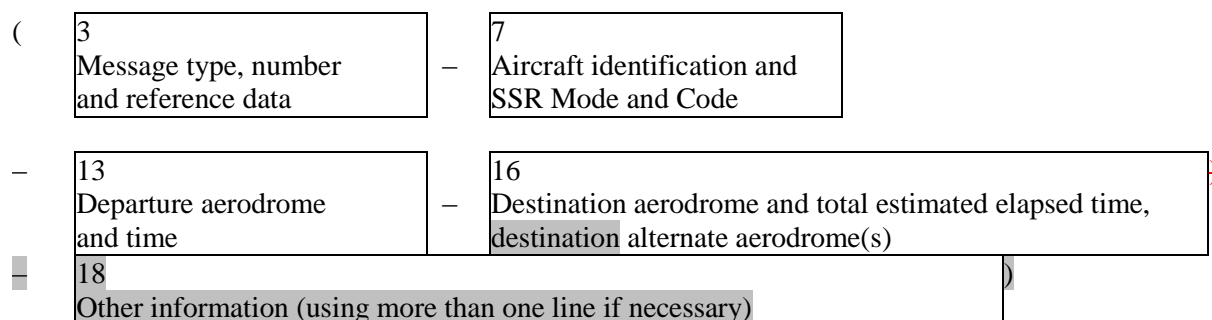 ( 3 7
Message type, number – Aircraft identification and
and reference data SSR Mode and Code
– 13 16
Departure aerodrome – Destination aerodrome and total estimated elapsed time,
and time destination alternate aerodrome(s)
– 18 )
Other information (using more than one line if necessary)